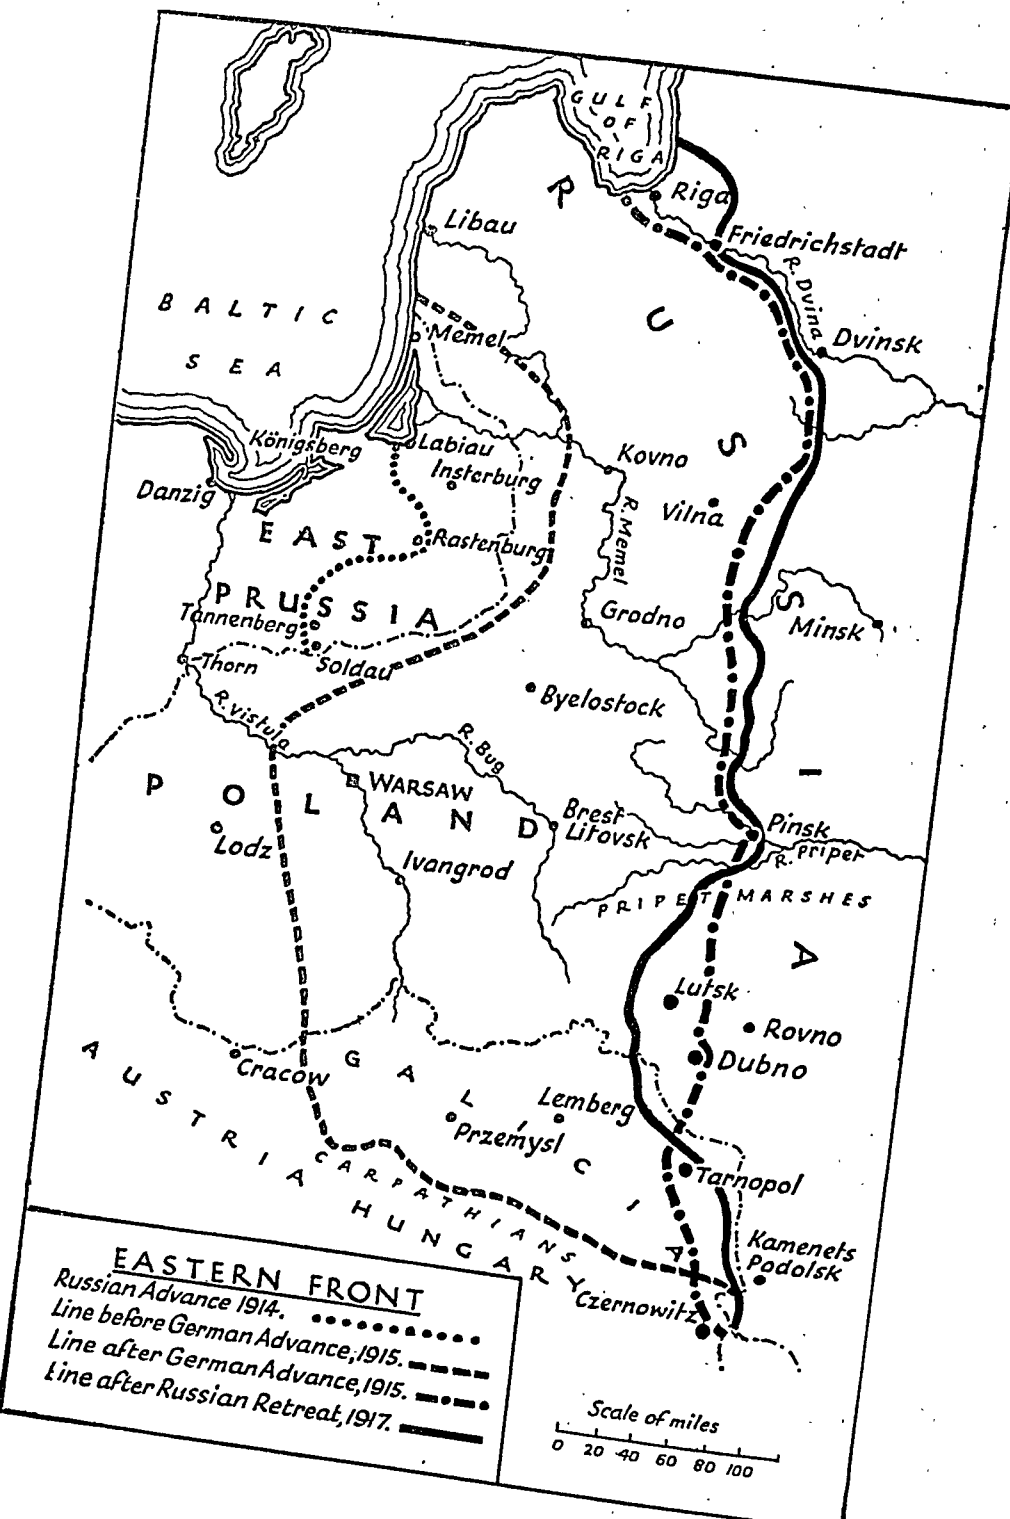 GULF
OF
RIGA
Riga
Friedrichstadt
R. Dvina
Dvinsk
Libau
BALTIC
SEA
Memel
RUSSIA
Königsberg
Labiau
Insterburg
Kovno
Danzig
Vilna
R. Memel
EAST
PRUSSIA
Rastenburg
Tannenberg
Grodno
Minsk
Soldau
Thorn
Byelostock
R. Vistula
R. Bug
POLAND
WARSAW
Brest
Litovsk
Pinsk
R. Pripet
Lodz
Ivangrod
PRIPET MARSHES
Lutsk
Rovno
Dubno
Cracow
GALICIA
Lemberg
Przemysl
AUSTRIA
HUNGARY
CARPATHIANS
Tarnopol
Kamenets
Podolsk
Czernowitz
EASTERN FRONT
Russian Advance 1914.
Line before German Advance, 1915.
Line after German Advance, 1915.
Line after Russian Retreat, 1917.
Scale of miles
0 20 40 60 80 100